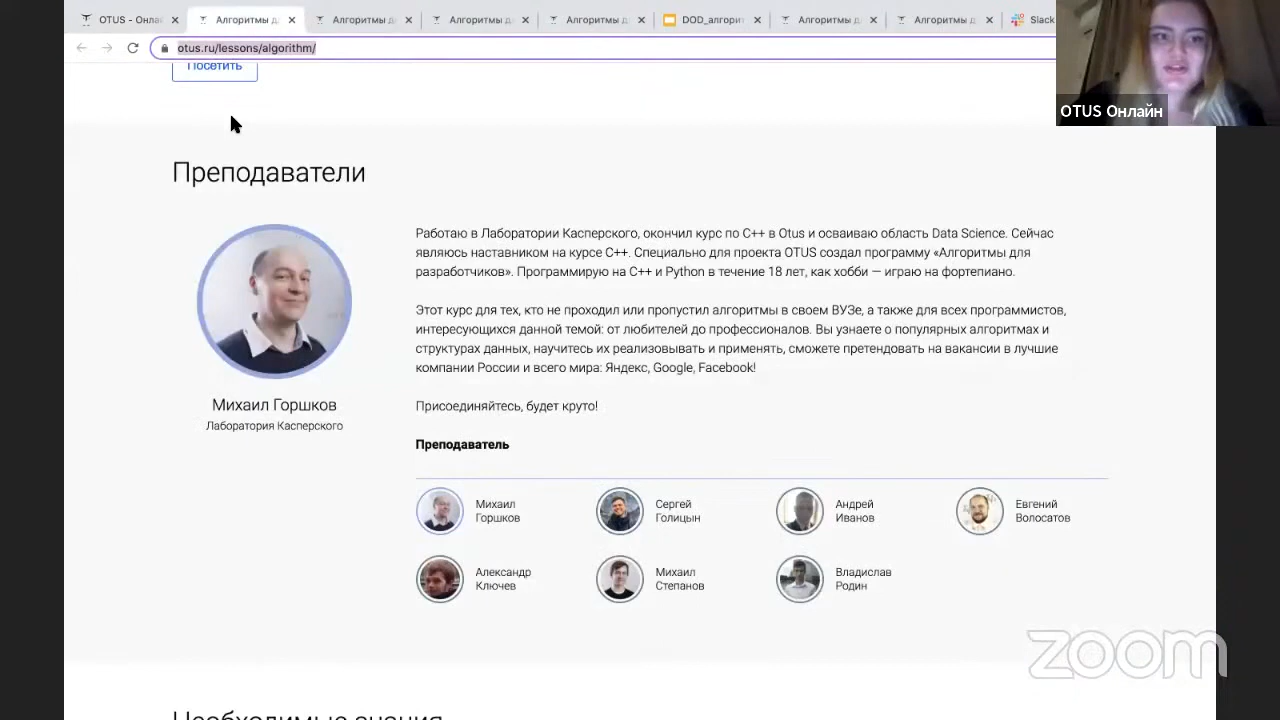 OTUS - Онлай
Алгоритмы д
Алгоритмы д
Алгоритмы д
Алгоритмы д
DOD_алгори
Алгоритмы д
Алгоритмы д
Slack
otus.ru/lessons/algorithm/
OTUS Онлайн
Посетить
Преподаватели
Работаю в Лаборатории Касперского, окончил курс по C++ в Otus и осваиваю область Data Science. Сейчас
являюсь наставником на курсе C++. Специально для проекта OTUS создал программу «Алгоритмы для
разработчиков». Программирую на C++ и Python в течение 18 лет, как хобби — играю на фортепиано.
Этот курс для тех, кто не проходил или пропустил алгоритмы в своем ВУЗе, а также для всех программистов,
интересующихся данной темой: от любителей до профессионалов. Вы узнаете о популярных алгоритмах и
структурах данных, научитесь их реализовывать и применять, сможете претендовать на вакансии в лучшие
компании России и всего мира: Яндекс, Google, Facebook!
Михаил Горшков
Лаборатория Касперского
Присоединяйтесь, будет круто!
Преподаватель
Михаил
Горшков
Сергей
Голицын
Андрей
Иванов
Евгений
Волосатов
Александр
Ключев
Михаил
Степанов
Владислав
Родин
zoom
Необходимые знания